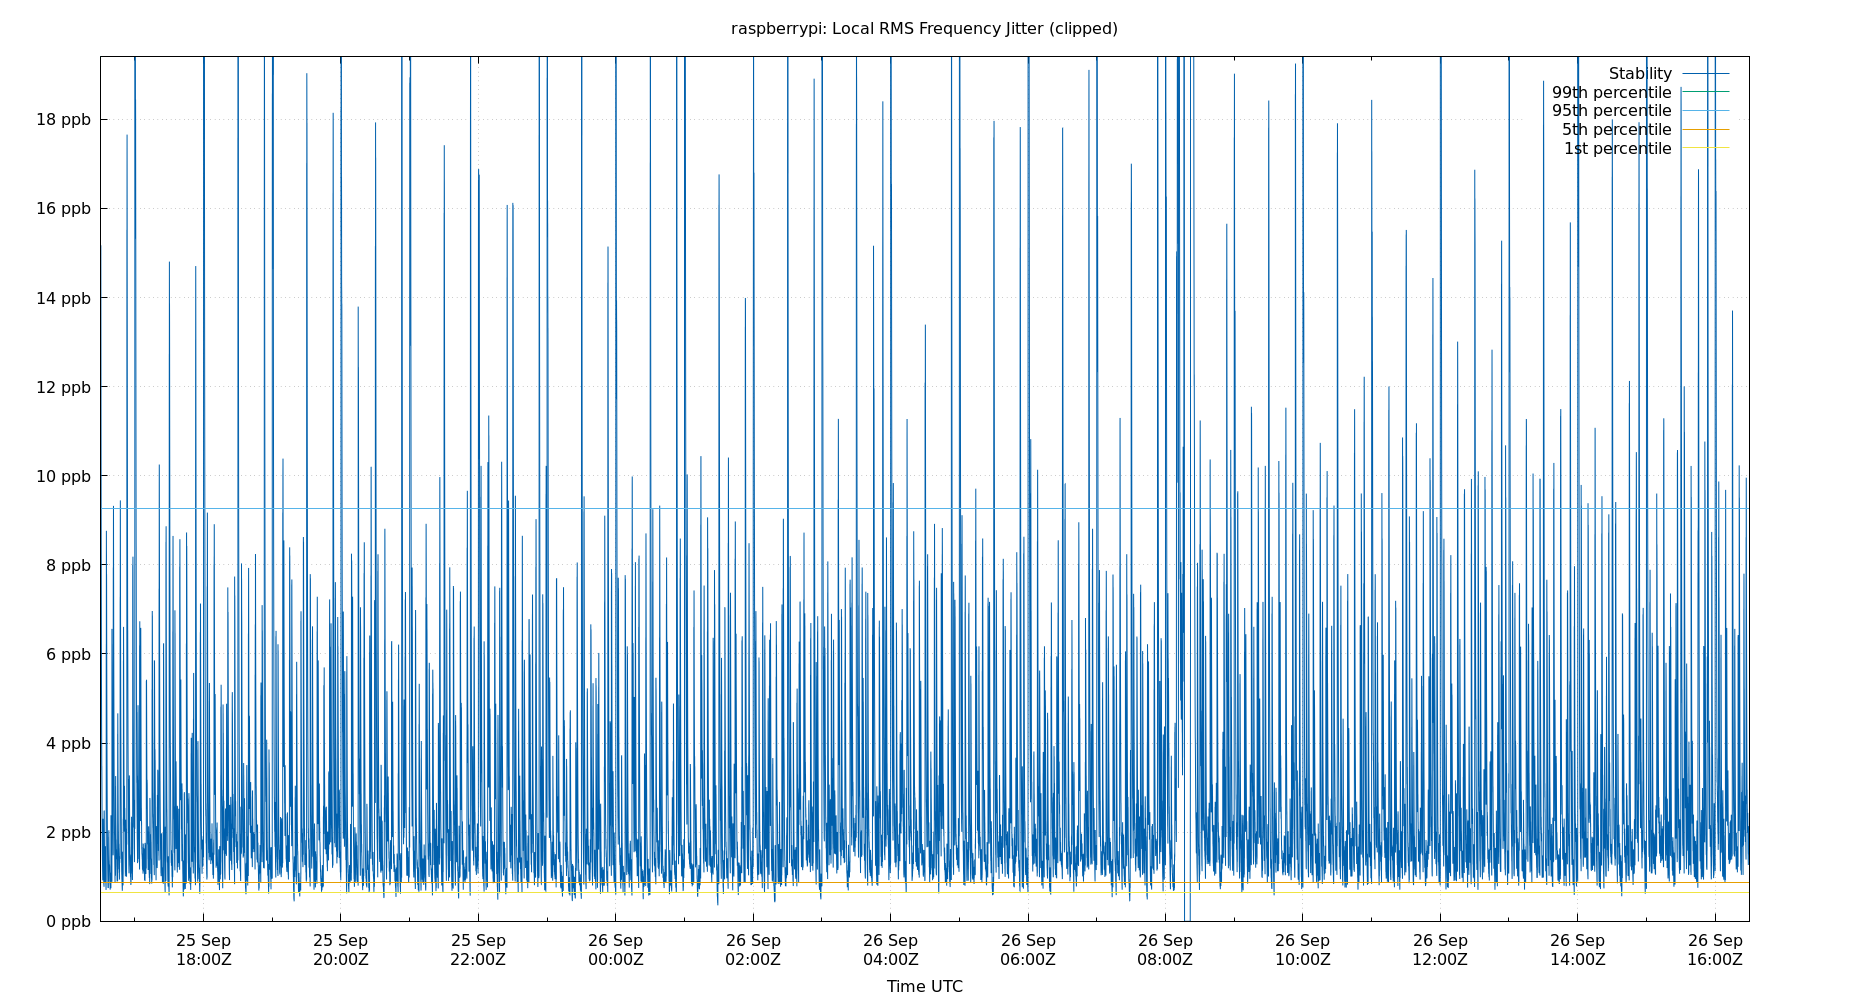 raspberrypi: Local RMS Frequency Jitter (clipped)
Stability
99th percentile
95th percentile
5th percentile
1st percentile
18 ppb
16 ppb
14 ppb
12 ppb
10 ppb
8 ppb
6 ppb
4 ppb
2 ppb
0 ppb
25 Sep 25 Sep 25 Sep 26 Sep 26 Sep 26 Sep 26 Sep 26 Sep 26 Sep 26 Sep 26 Sep 26 Sep
18:00Z 20:00Z 22:00Z 00:00Z 02:00Z 04:00Z 06:00Z 08:00Z 10:00Z 12:00Z 14:00Z 16:00Z
Time UTC